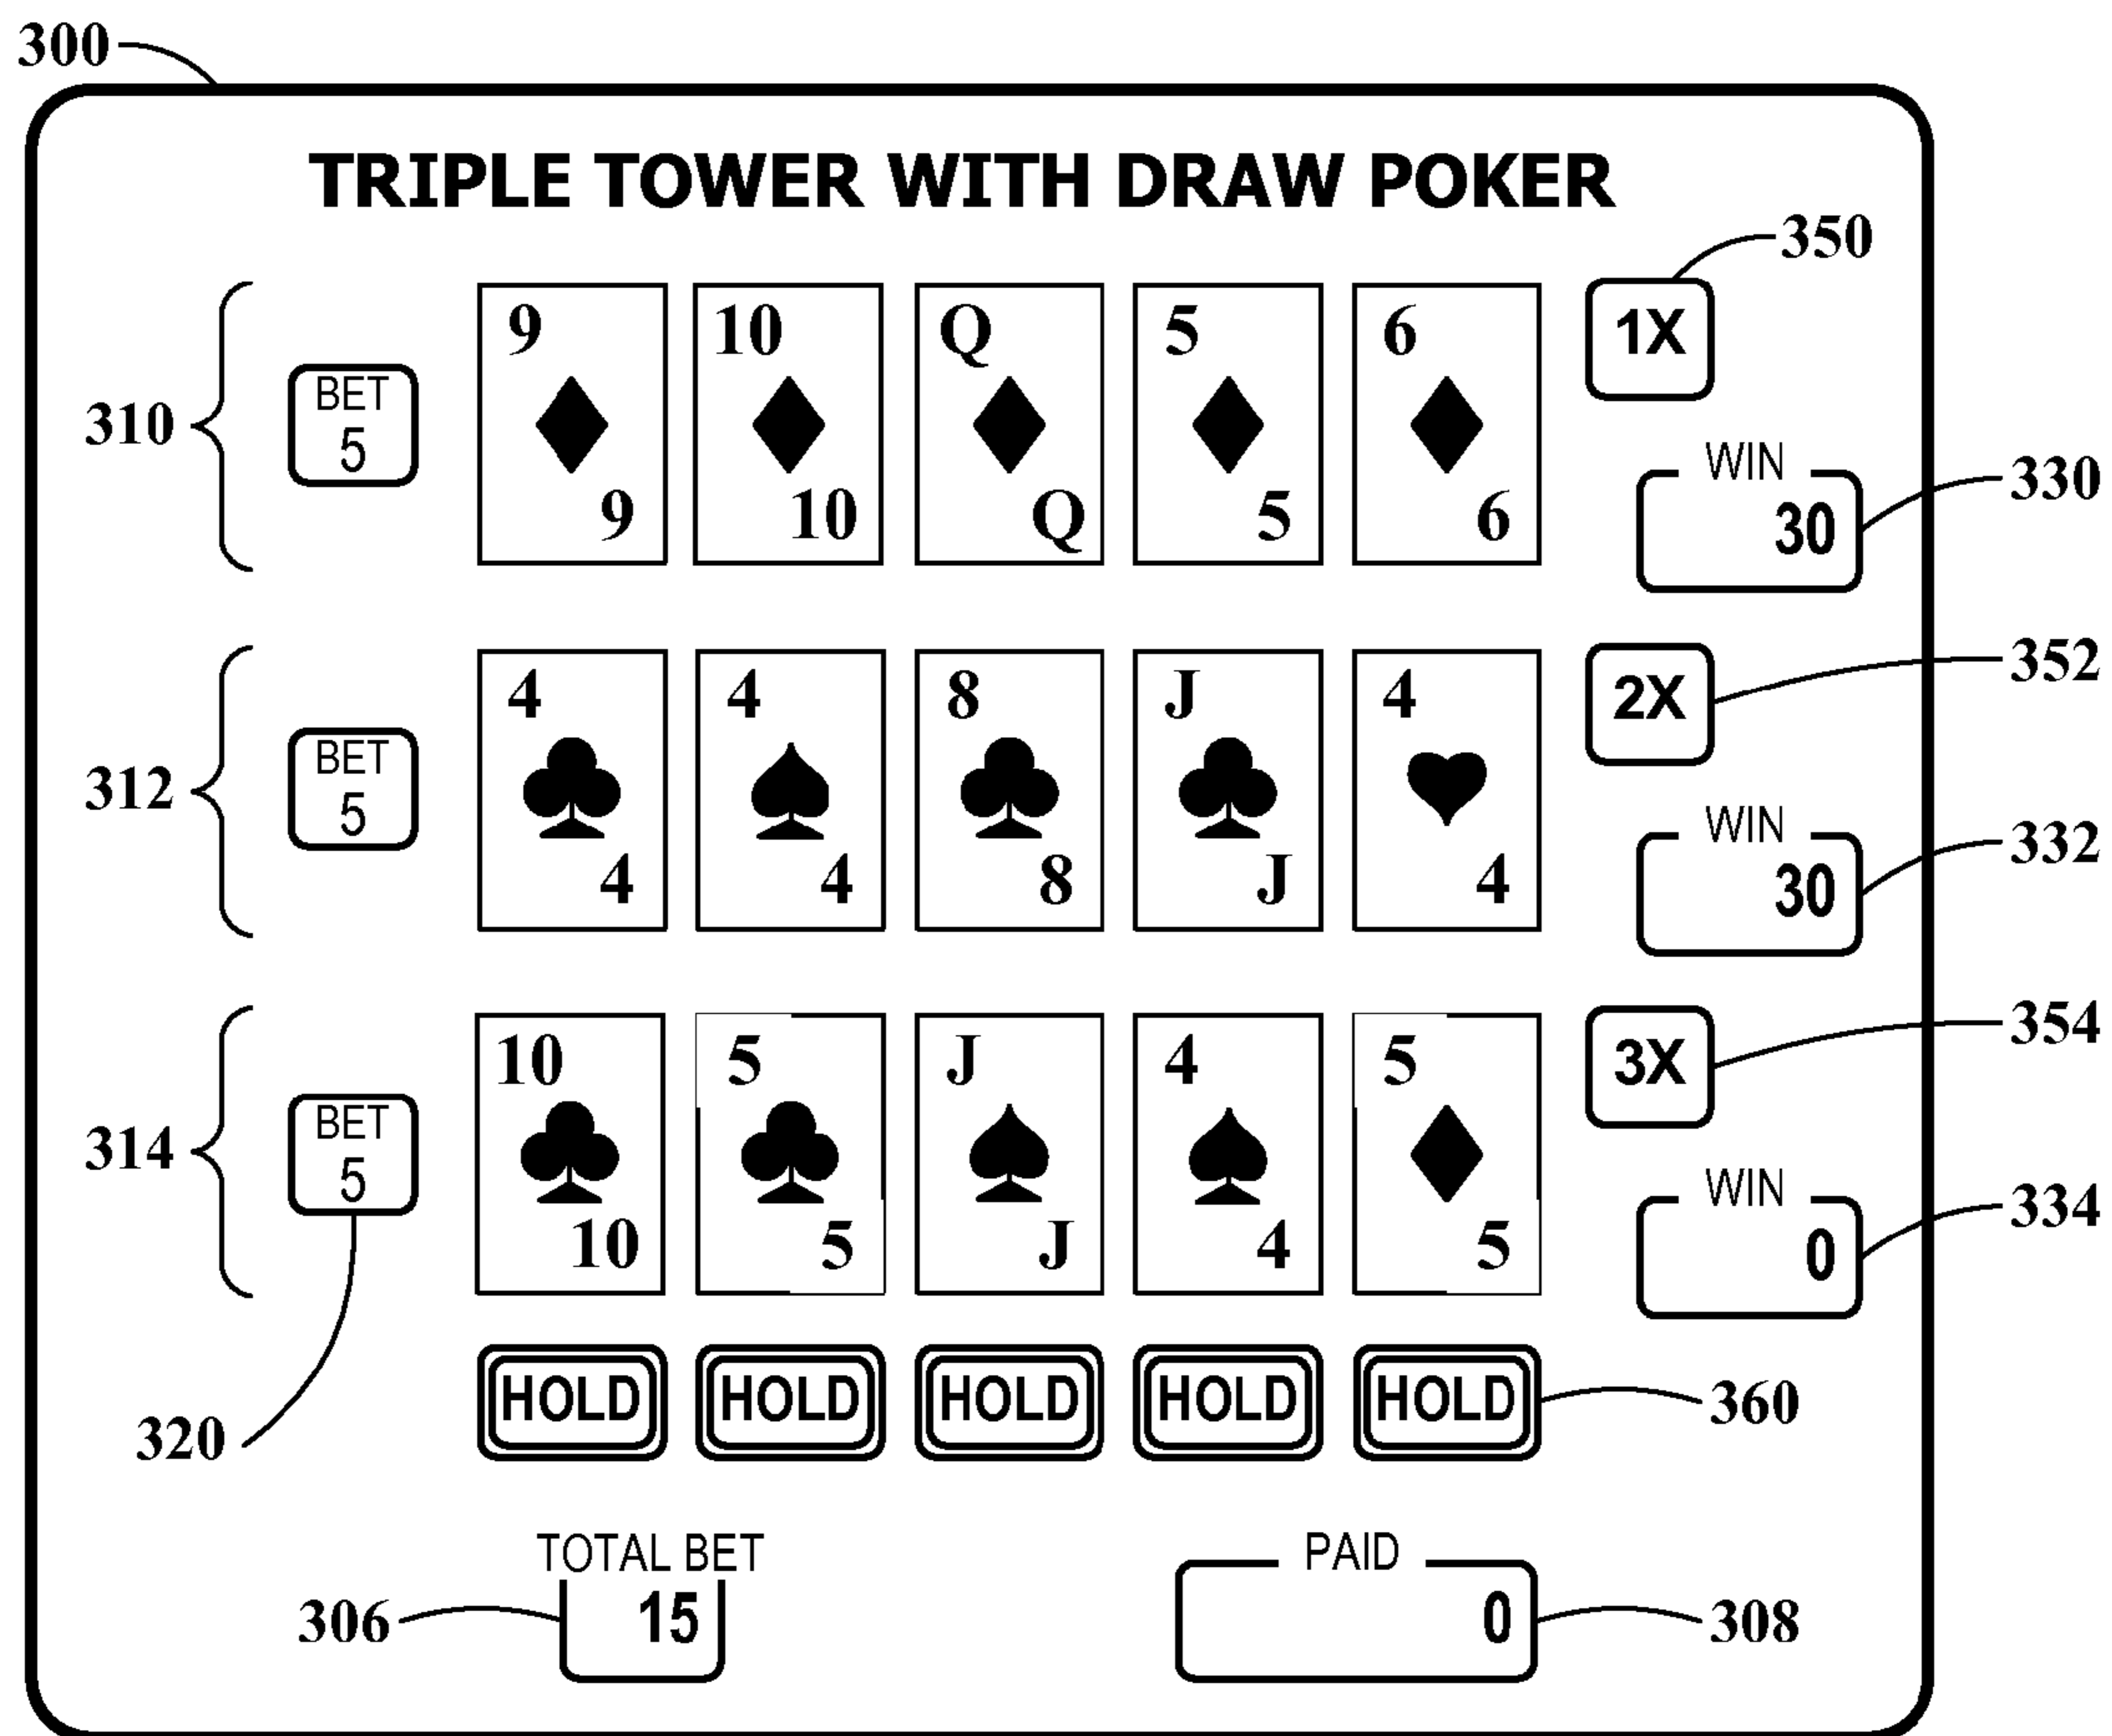 300
TRIPLE TOWER WITH DRAW POKER
350
9 10 Q 5 6 1X
310 BET
5
WIN
30 330
9 10 Q 5 6
4 4 8 J 4 2X 352
312 BET
5
WIN
30 332
4 4 8 J 4
10 5 J 4 5 3X 354
314 BET
5
WIN
0 334
10 5 J 4 5
HOLD HOLD HOLD HOLD HOLD 360
320
TOTAL BET PAID
306 15 0 308